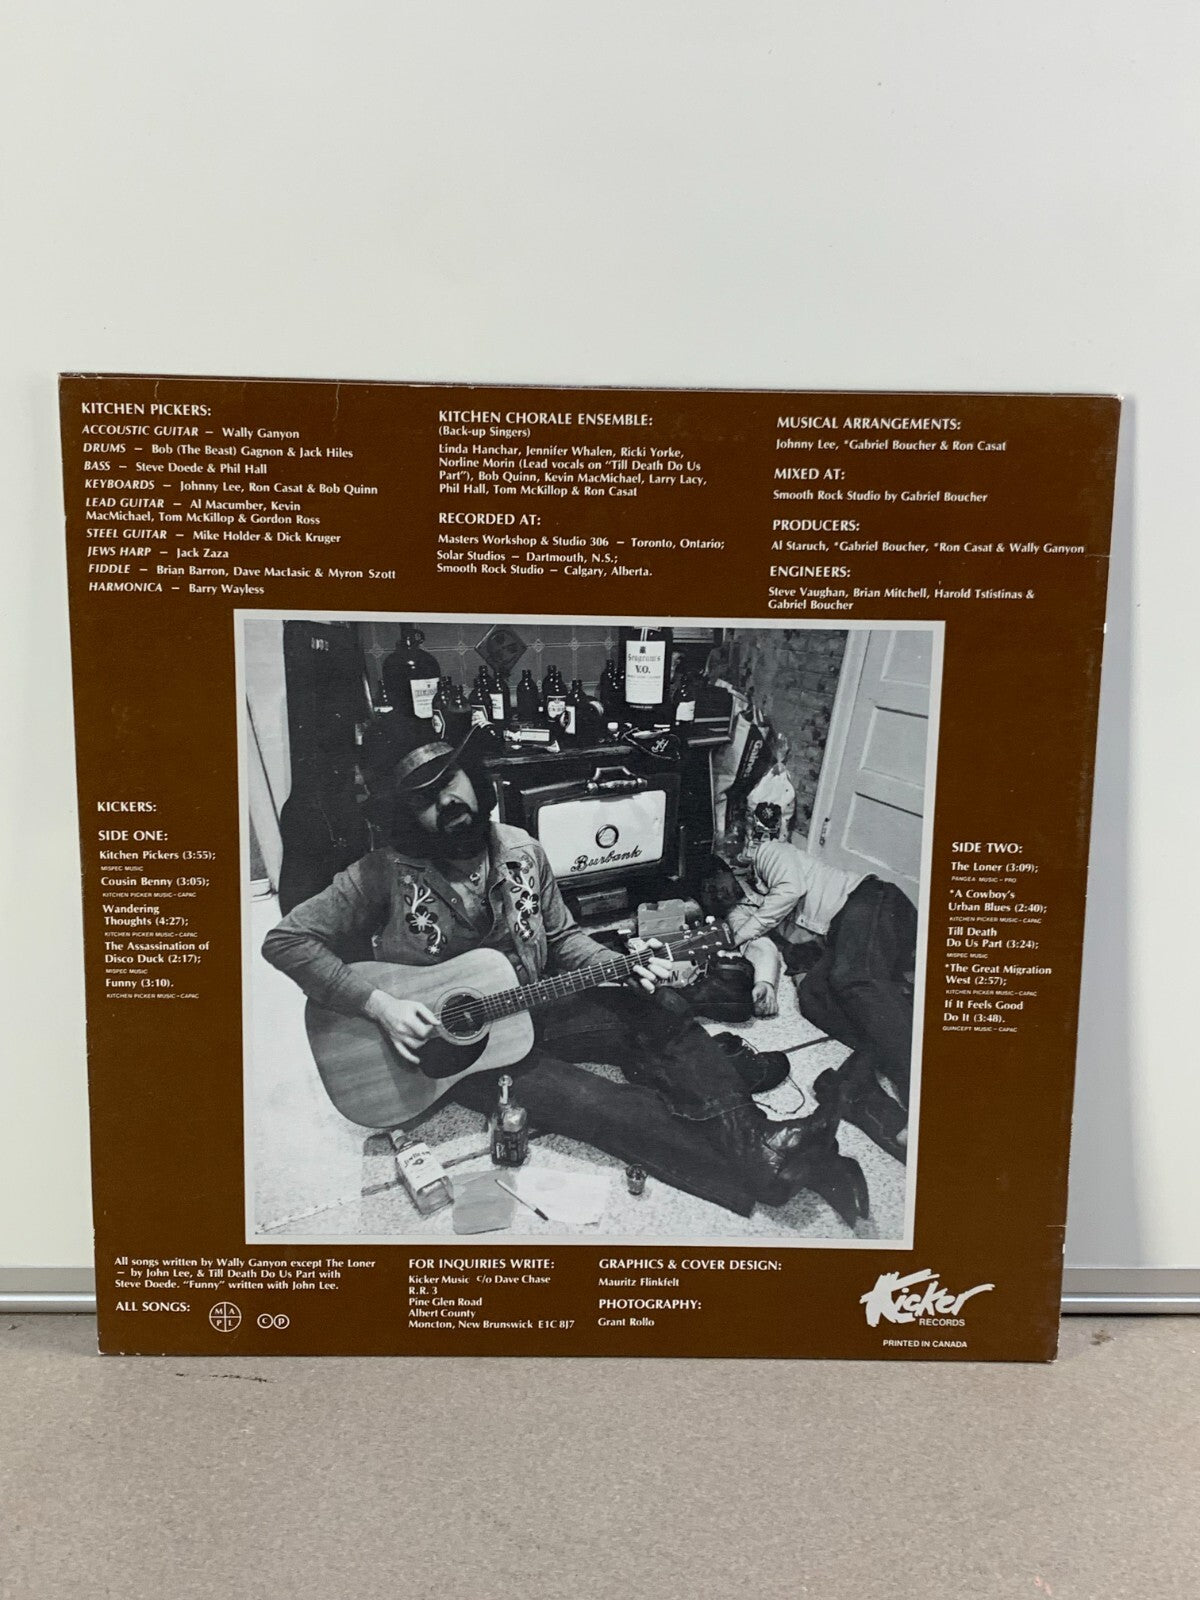 KITCHEN PICKERS:
ACCOUSTIC GUITAR – Wally Ganyon
DRUMS – Bob (The Beast) Gagnon & Jack Hiles
BASS – Steve Doede & Phil Hall
KEYBOARDS – Johnny Lee, Ron Casat & Bob Quinn
LEAD GUITAR – Al Macumber, Kevin
MacMichael, Tom McKillop & Gordon Ross
STEEL GUITAR – Mike Holder & Dick Kruger
JEWS HARP – Jack Zaza
FIDDLE – Brian Barron, Dave MacIasic & Myron Szott
HARMONICA – Barry Wayless
KITCHEN CHORALE ENSEMBLE:
(Back-up Singers)
Linda Hanchar, Jennifer Whalen, Ricki Yorke,
Norline Morin (Lead vocals on "Till Death Do Us
Part"), Bob Quinn, Kevin MacMichael, Larry Lacy,
Phil Hall, Tom McKillop & Ron Casat
RECORDED AT:
Masters Workshop & Studio 306 – Toronto, Ontario;
Solar Studios – Dartmouth, N.S.;
Smooth Rock Studio – Calgary, Alberta.
MUSICAL ARRANGEMENTS:
Johnny Lee, *Gabriel Boucher & Ron Casat
MIXED AT:
Smooth Rock Studio by Gabriel Boucher
PRODUCERS:
Al Staruch, *Gabriel Boucher, *Ron Casat & Wally Ganyon
ENGINEERS:
Steve Vaughan, Brian Mitchell, Harold Tstistinas &
Gabriel Boucher
Seagram's
V.O.
Burbank
KICKERS:
SIDE ONE:
Kitchen Pickers (3:55);
MISPEC MUSIC
Cousin Benny (3:05);
KITCHEN PICKER MUSIC – CAPAC
Wandering
Thoughts (4:27);
KITCHEN PICKER MUSIC – CAPAC
The Assassination of
Disco Duck (2:17);
MISPEC MUSIC
Funny (3:10).
KITCHEN PICKER MUSIC – CAPAC
SIDE TWO:
The Loner (3:09);
PANGEA MUSIC – PRO
*A Cowboy's
Urban Blues (2:40);
KITCHEN PICKER MUSIC – CAPAC
Till Death
Do Us Part (3:24);
MISPEC MUSIC
*The Great Migration
West (2:57);
KITCHEN PICKER MUSIC – CAPAC
If It Feels Good
Do It (3:48).
QUINCEPT MUSIC – CAPAC
All songs written by Wally Ganyon except The Loner
– by John Lee, & Till Death Do Us Part with
Steve Doede. "Funny" written with John Lee.
ALL SONGS: M A P L C P
FOR INQUIRIES WRITE:
Kicker Music c/o Dave Chase
R.R. 3
Pine Glen Road
Albert County
Moncton, New Brunswick E1C 8J7
GRAPHICS & COVER DESIGN:
Mauritz Flinkfelt
PHOTOGRAPHY:
Grant Rollo
Kicker
RECORDS
PRINTED IN CANADA